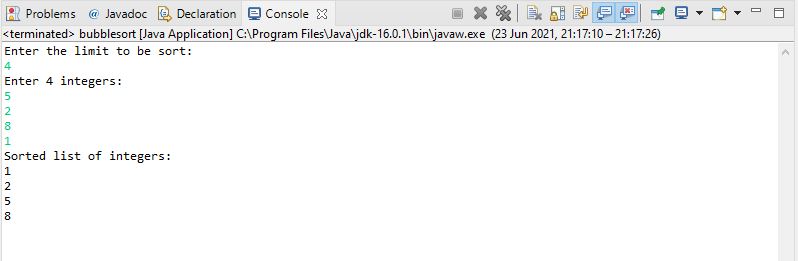 Problems @ Javadoc Declaration Console
<terminated> bubblesort [Java Application] C:\Program Files\Java\jdk-16.0.1\bin\javaw.exe (23 Jun 2021, 21:17:10 – 21:17:26)
Enter the limit to be sort:
4
Enter 4 integers:
5
2
8
1
Sorted list of integers:
1
2
5
8